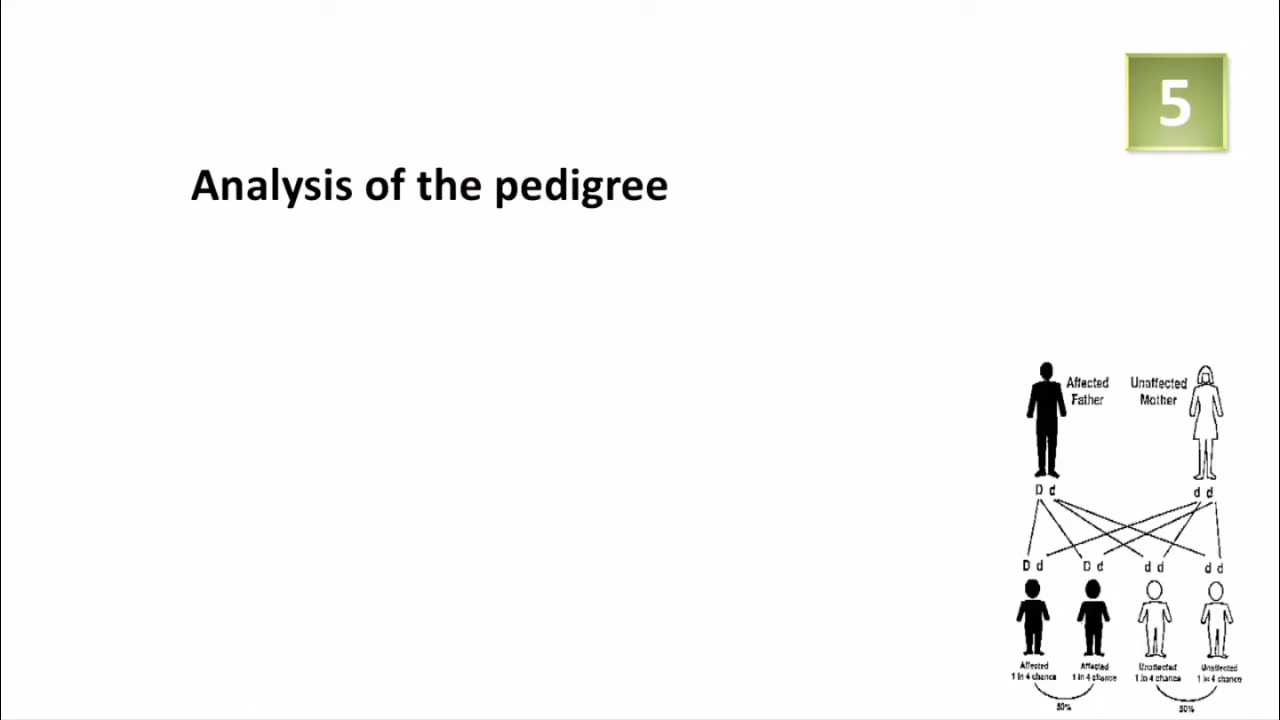 5
Analysis of the pedigree
Affected Father
Unaffected Mother
D d
d d
D d
D d
d d
d d
Affected
1 in 4 chance
Affected
1 in 4 chance
Unaffected
1 in 4 chance
Unaffected
1 in 4 chance
50%
50%